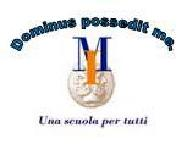 Dominus possedit me.
M
I
Una scuola per tutti